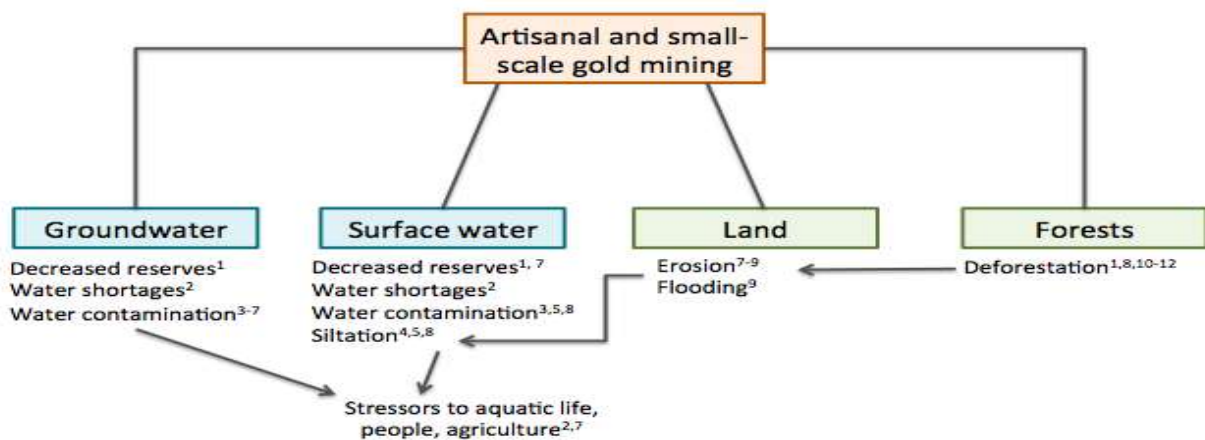 Artisanal and small-
scale gold mining
Groundwater
Decreased reserves¹
Water shortages²
Water contamination³⁻⁷
Surface water
Decreased reserves¹, ⁷
Water shortages²
Water contamination³,⁵,⁸
Siltation⁴,⁵,⁸
Land
Erosion⁷⁻⁹
Flooding⁹
Forests
Deforestation¹,⁸,¹⁰⁻¹²
Stressors to aquatic life,
people, agriculture²,⁷